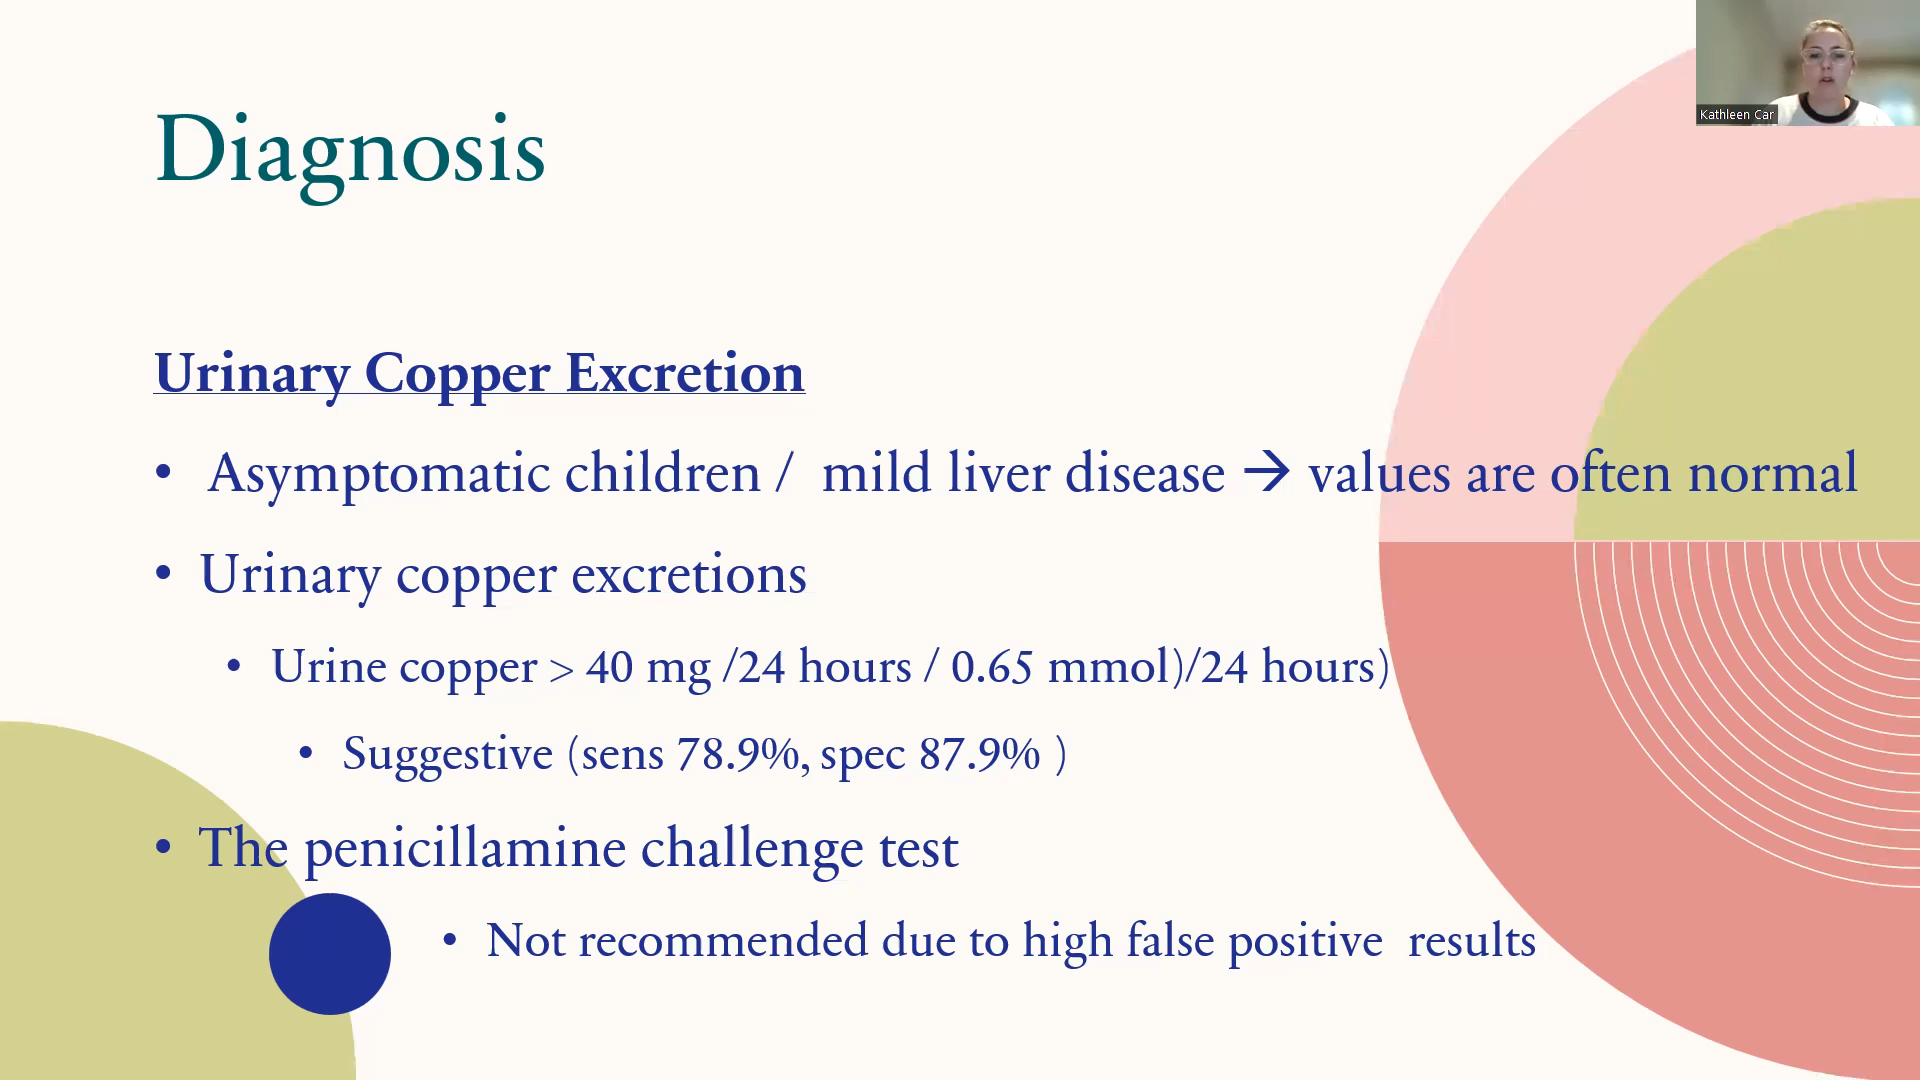 Kathleen Car
Diagnosis
Urinary Copper Excretion
• Asymptomatic children / mild liver disease → values are often normal
• Urinary copper excretions
• Urine copper > 40 mg /24 hours / 0.65 mmol)/24 hours)
• Suggestive (sens 78.9%, spec 87.9% )
• The penicillamine challenge test
• Not recommended due to high false positive results